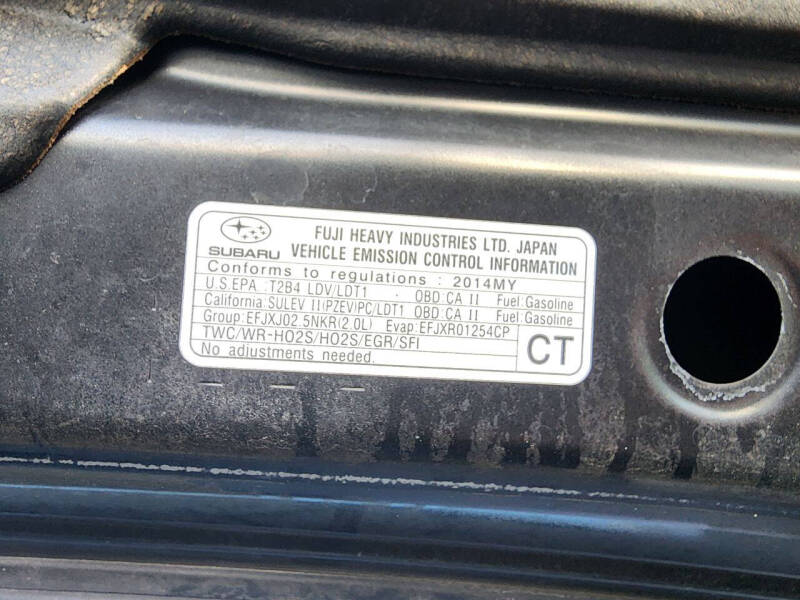 SUBARU
FUJI HEAVY INDUSTRIES LTD. JAPAN
VEHICLE EMISSION CONTROL INFORMATION
Conforms to regulations : 2014MY
U.S.EPA :T2B4 LDV/LDT1 · OBD:CA II Fuel:Gasoline
California:SULEV II(PZEV)PC/LDT1 OBD:CA II Fuel:Gasoline
Group:EFJXJ02.5NKR(2.0L) Evap:EFJXR01254CP
TWC/WR-HO2S/HO2S/EGR/SFI
No adjustments needed.
CT